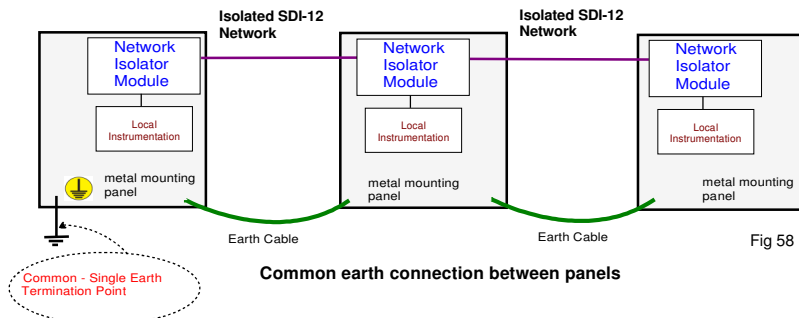 Isolated SDI-12
Network
Isolated SDI-12
Network
Network
Isolator
Module
Local
Instrumentation
metal mounting
panel
Network
Isolator
Module
Local
Instrumentation
metal mounting
panel
Network
Isolator
Module
Local
Instrumentation
metal mounting
panel
Earth Cable
Earth Cable
Fig 58
Common - Single Earth
Termination Point
Common earth connection between panels